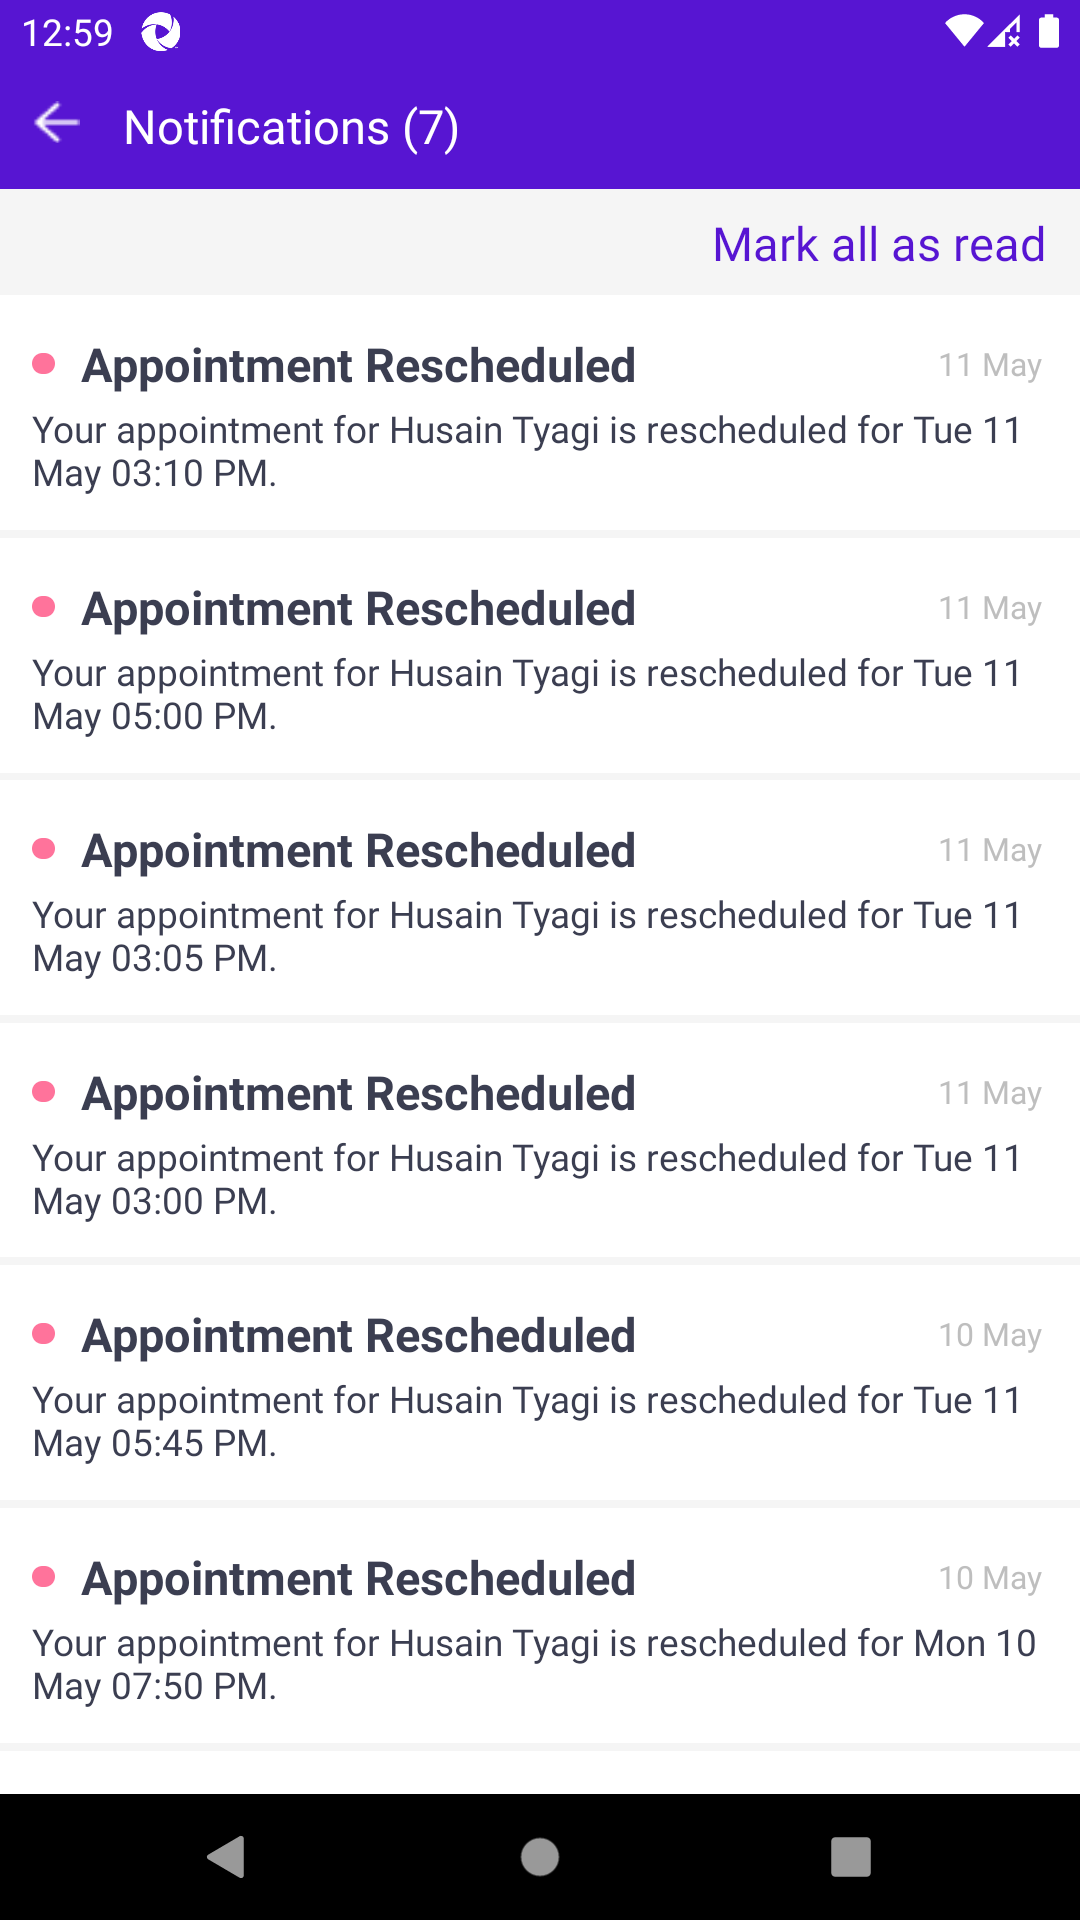 12:59
Notifications (7)
Mark all as read
Appointment Rescheduled 11 May
Your appointment for Husain Tyagi is rescheduled for Tue 11
May 03:10 PM.
Appointment Rescheduled 11 May
Your appointment for Husain Tyagi is rescheduled for Tue 11
May 05:00 PM.
Appointment Rescheduled 11 May
Your appointment for Husain Tyagi is rescheduled for Tue 11
May 03:05 PM.
Appointment Rescheduled 11 May
Your appointment for Husain Tyagi is rescheduled for Tue 11
May 03:00 PM.
Appointment Rescheduled 10 May
Your appointment for Husain Tyagi is rescheduled for Tue 11
May 05:45 PM.
Appointment Rescheduled 10 May
Your appointment for Husain Tyagi is rescheduled for Mon 10
May 07:50 PM.